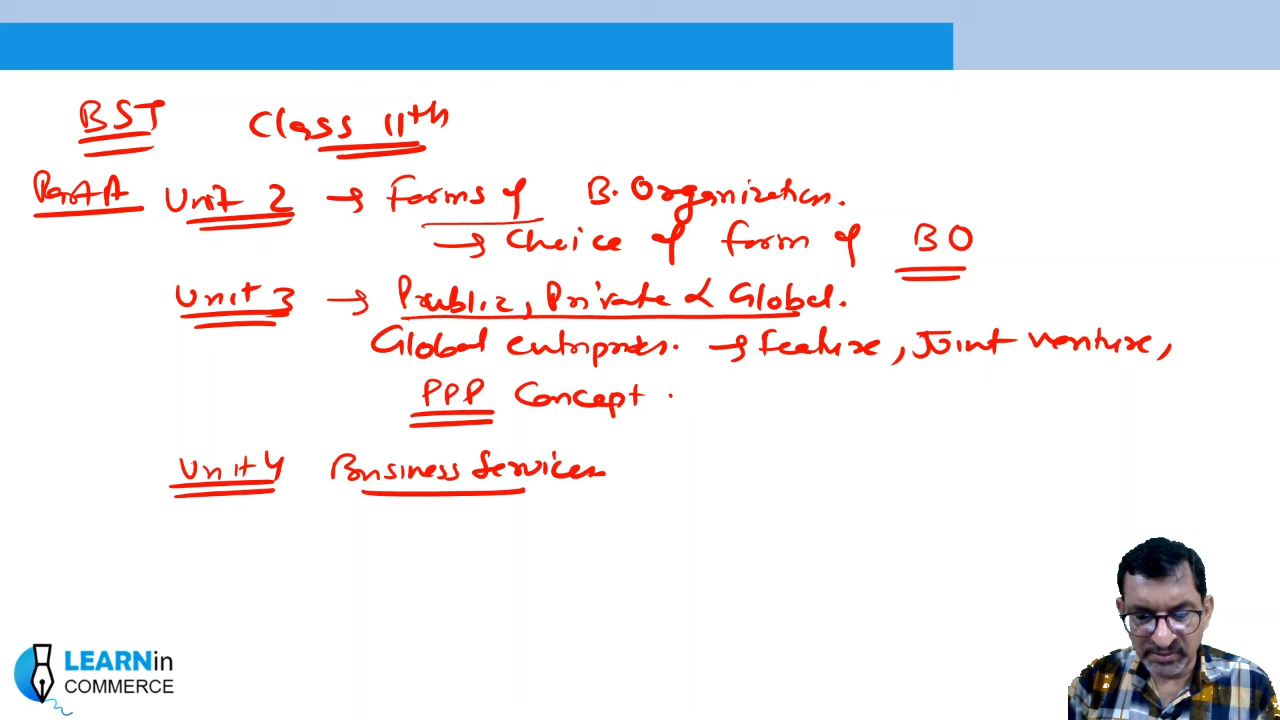 BST Class 11th
Part A Unit 2 → Forms of B. Organization.
→ Choice of form of BO
Unit 3 → Public, Private & Global.
Global enterprises. → Feature, Joint venture,
PPP Concept.
Unit 4 Business Services
LEARNin
COMMERCE